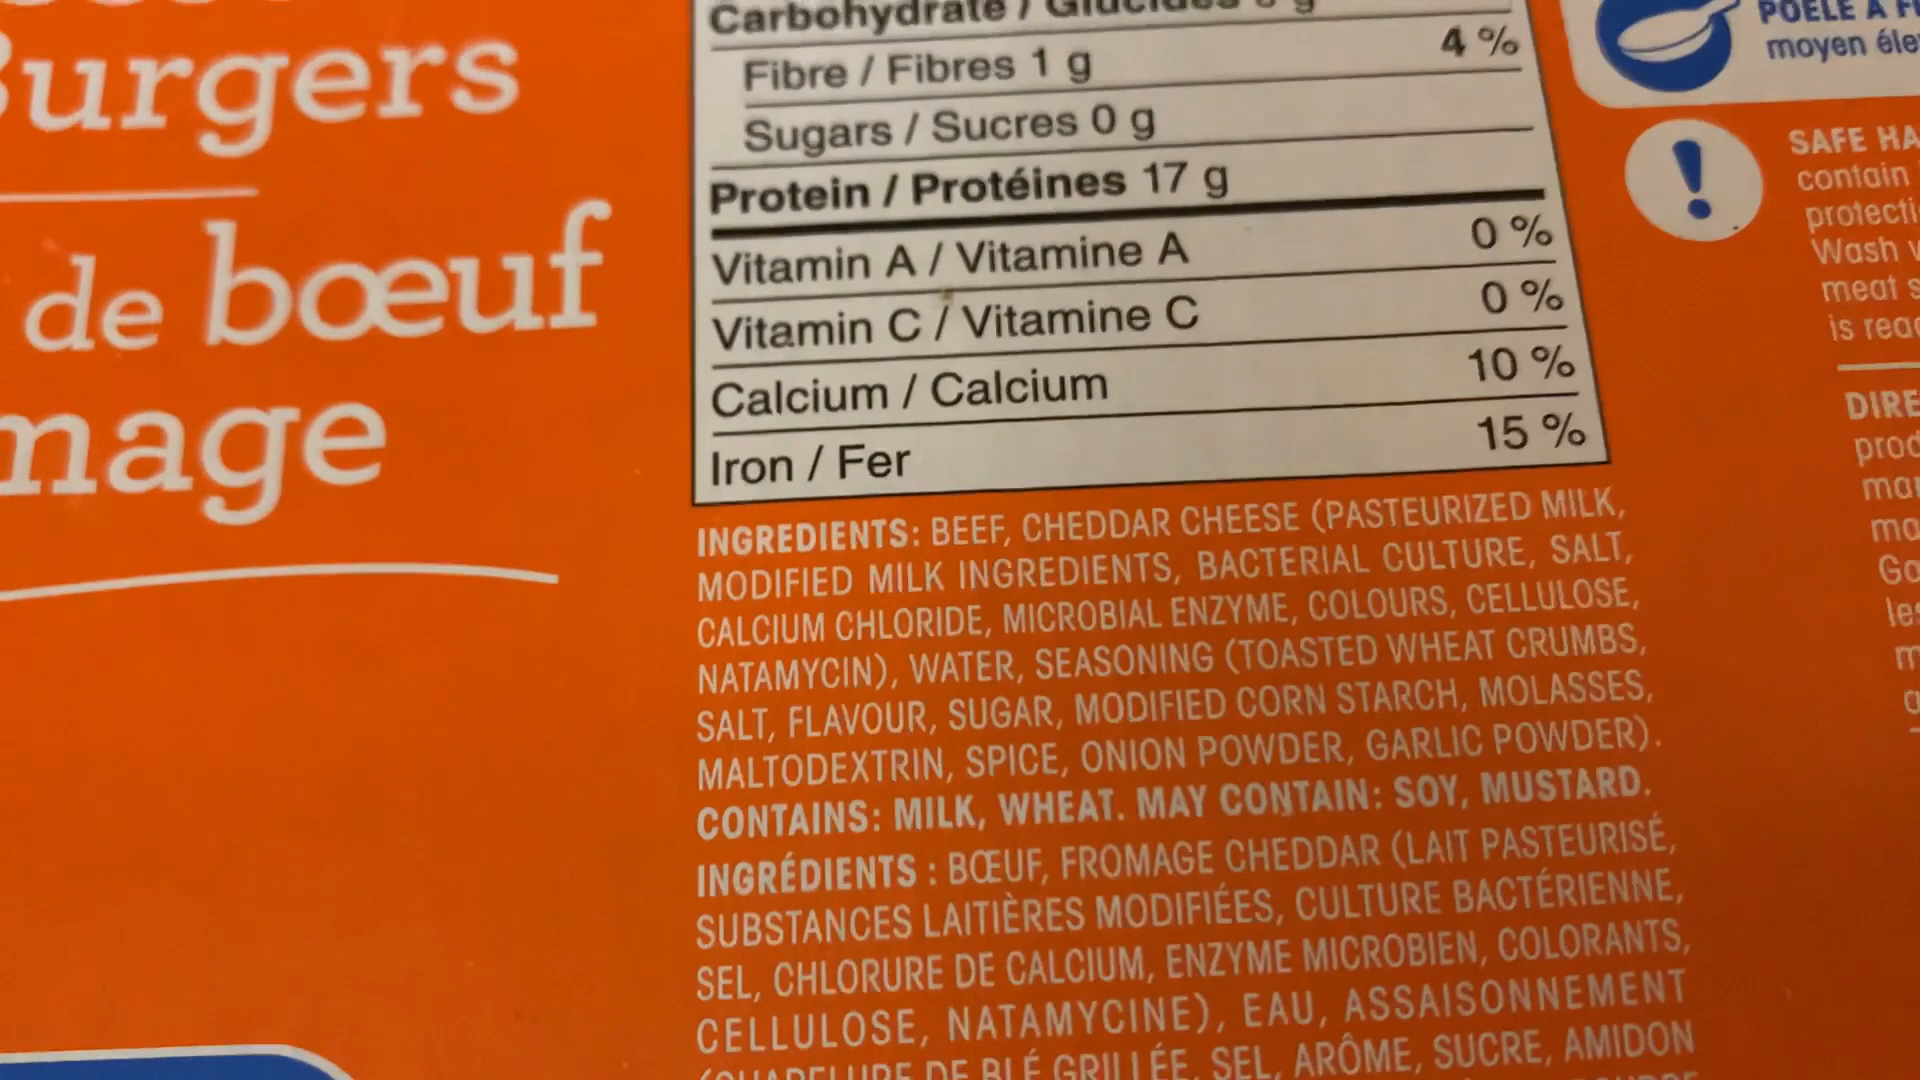 Burgers
de bœuf
mage
Carbohydrate / Glucides
Fibre / Fibres 1 g 4 %
Sugars / Sucres 0 g
Protein / Protéines 17 g
Vitamin A / Vitamine A 0 %
Vitamin C / Vitamine C 0 %
Calcium / Calcium 10 %
Iron / Fer 15 %
INGREDIENTS: BEEF, CHEDDAR CHEESE (PASTEURIZED MILK,
MODIFIED MILK INGREDIENTS, BACTERIAL CULTURE, SALT,
CALCIUM CHLORIDE, MICROBIAL ENZYME, COLOURS, CELLULOSE,
NATAMYCIN), WATER, SEASONING (TOASTED WHEAT CRUMBS,
SALT, FLAVOUR, SUGAR, MODIFIED CORN STARCH, MOLASSES,
MALTODEXTRIN, SPICE, ONION POWDER, GARLIC POWDER).
CONTAINS: MILK, WHEAT. MAY CONTAIN: SOY, MUSTARD.
INGRÉDIENTS : BŒUF, FROMAGE CHEDDAR (LAIT PASTEURISÉ,
SUBSTANCES LAITIÈRES MODIFIÉES, CULTURE BACTÉRIENNE,
SEL, CHLORURE DE CALCIUM, ENZYME MICROBIEN, COLORANTS,
CELLULOSE, NATAMYCINE), EAU, ASSAISONNEMENT
(CHAPELURE DE BLÉ GRILLÉE, SEL, ARÔME, SUCRE, AMIDON
POÊLE À
moyen
SAFE
contain
Wash
meat
is